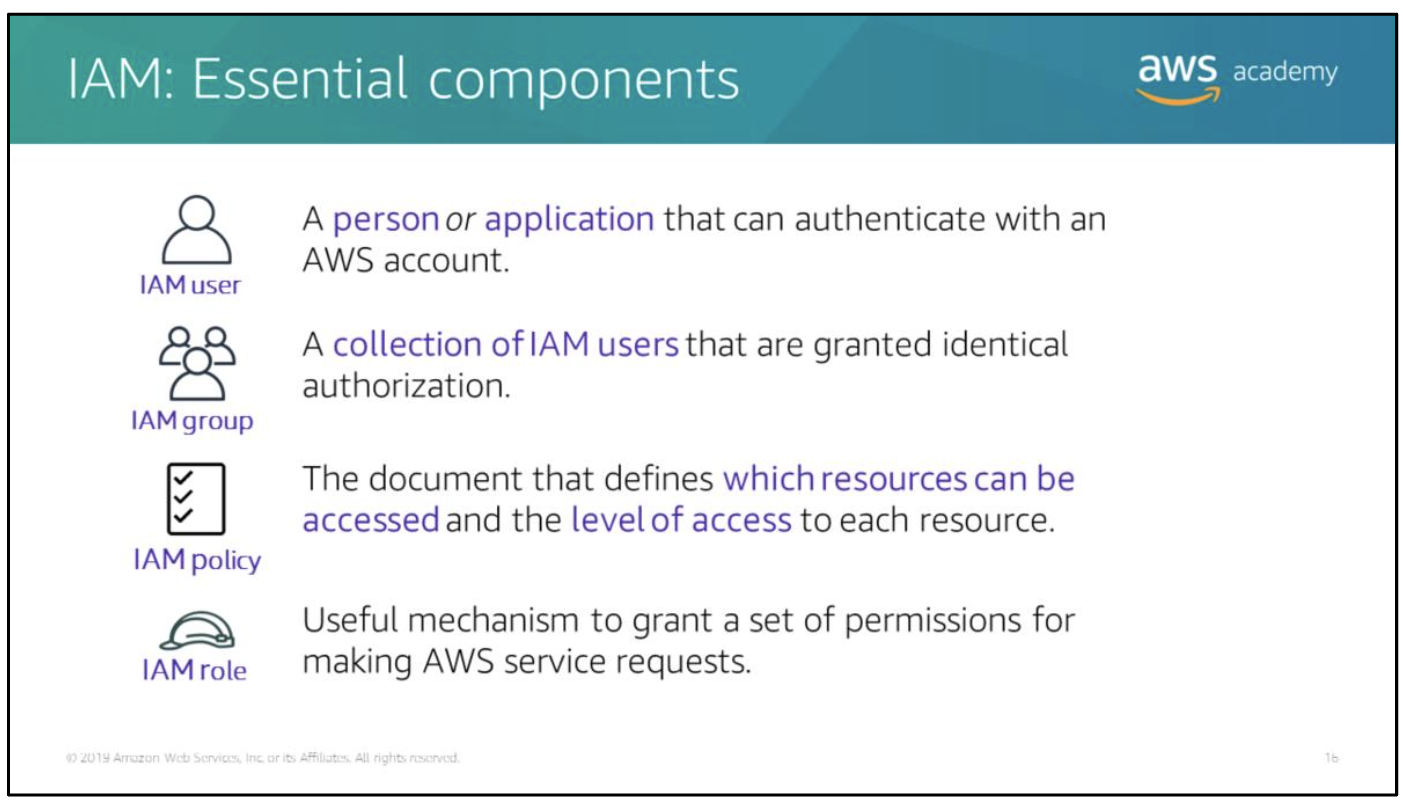 IAM: Essential components
aws academy
A person or application that can authenticate with an
AWS account.
IAM user
A collection of IAM users that are granted identical
authorization.
IAM group
The document that defines which resources can be
accessed and the level of access to each resource.
IAM policy
Useful mechanism to grant a set of permissions for
making AWS service requests.
IAM role
© 2019 Amazon Web Services, Inc. or its Affiliates. All rights reserved.
16